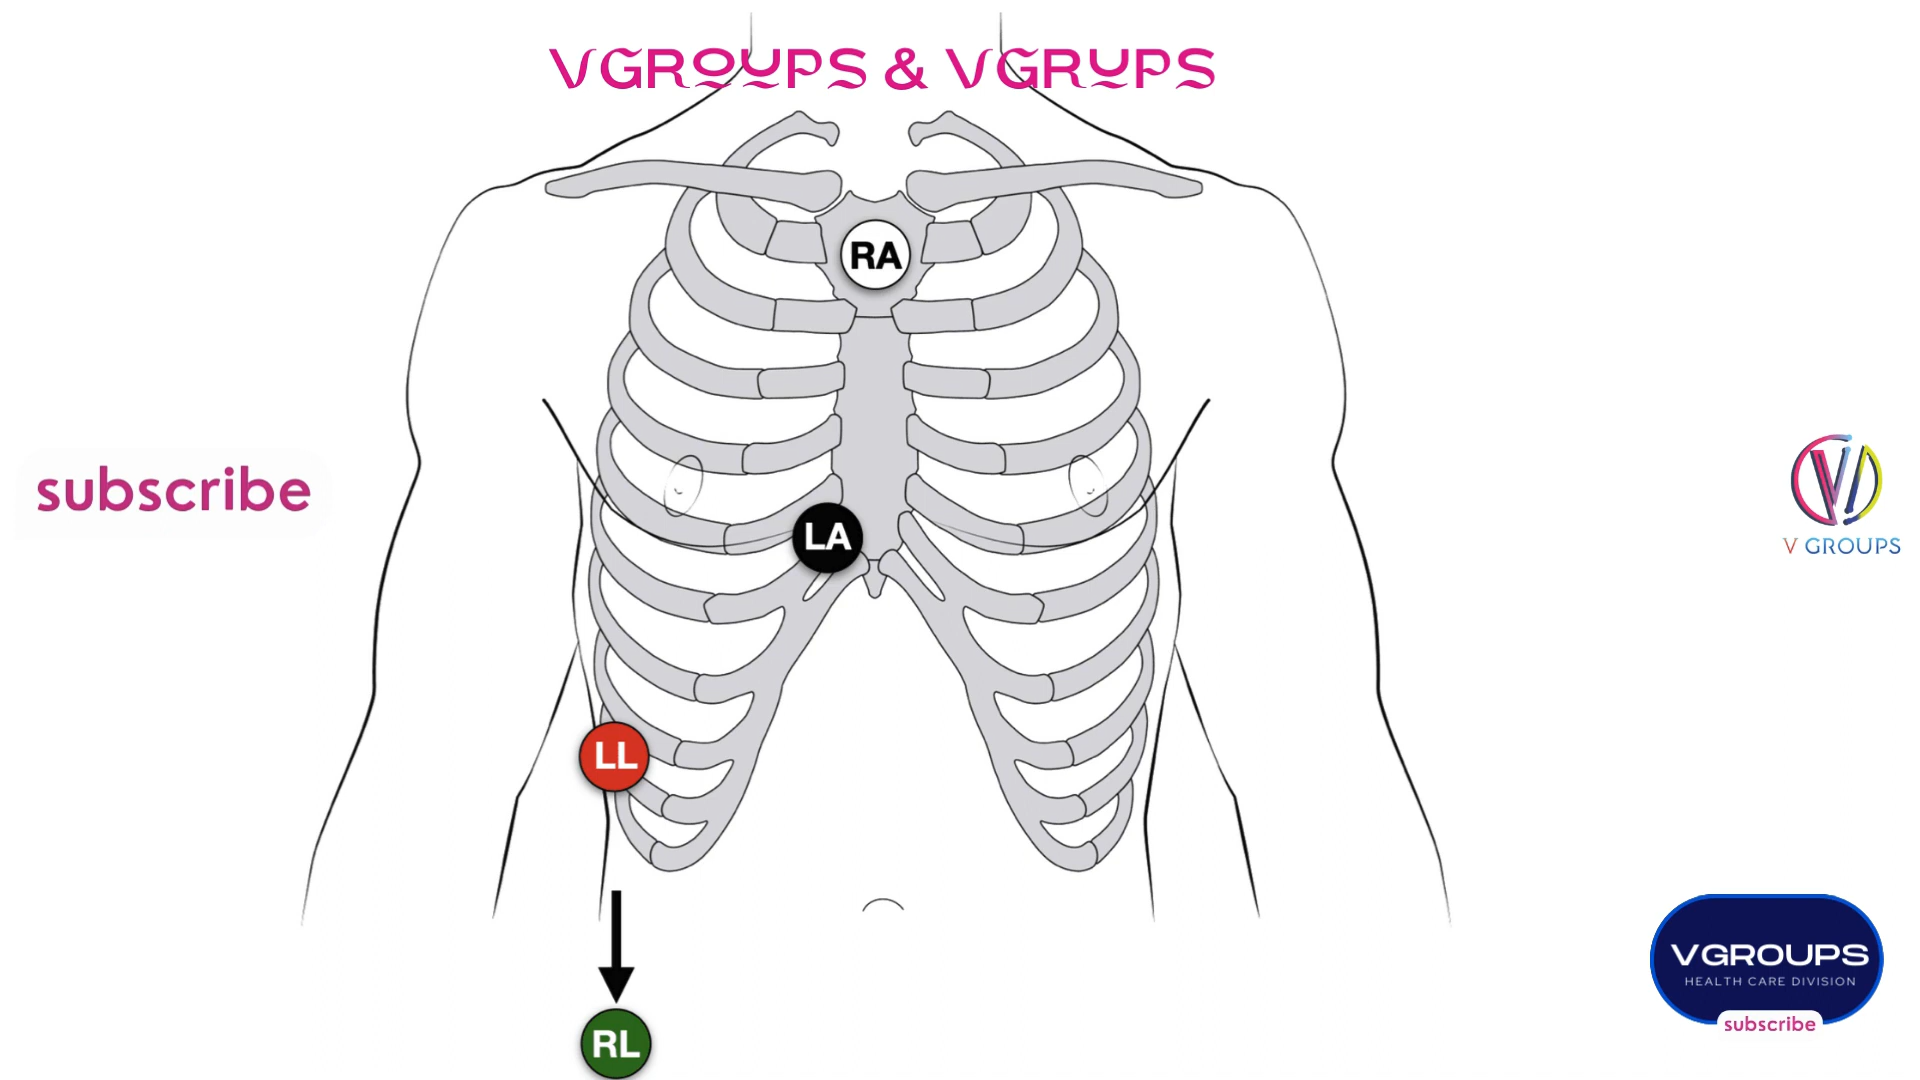 VGROUPS & VGRUPS
RA
subscribe
V GROUPS
LA
LL
VGROUPS
HEALTH CARE DIVISION
subscribe
RL